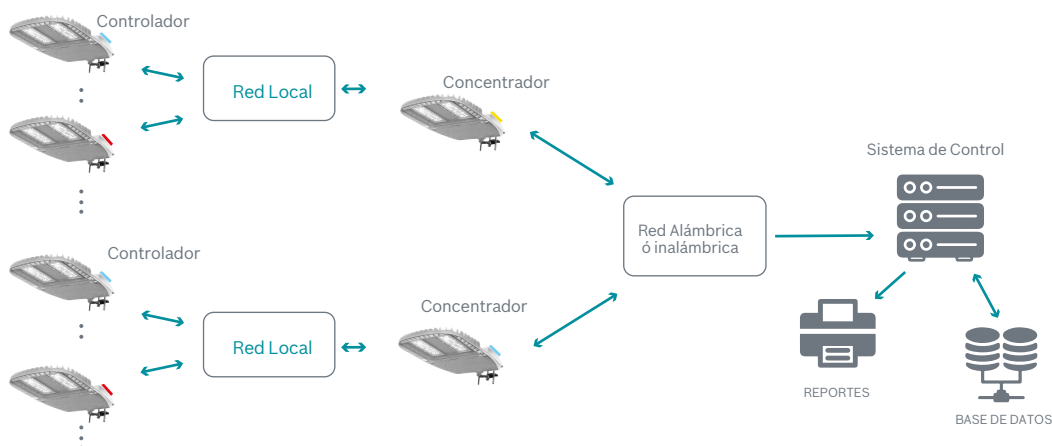 Controlador
Red Local
Concentrador
Sistema de Control
Red Alámbrica
ó inalámbrica
Controlador
Concentrador
Red Local
REPORTES
BASE DE DATOS